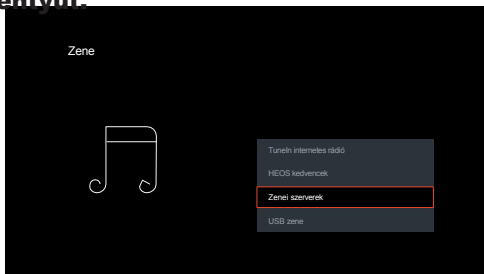 Zene
TuneIn internetes rádió
HEOS kedvencek
Zenei szerverek
USB zene